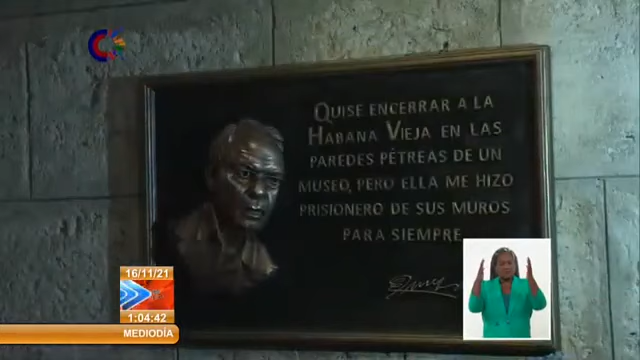 QUISE ENCERRAR A LA
HABANA VIEJA EN LAS
PAREDES PÉTREAS DE UN
MUSEO, PERO ELLA ME HIZO
PRISIONERO DE SUS MUROS
PARA SIEMPRE
16/11/21
1:04:42
MEDIODÍA